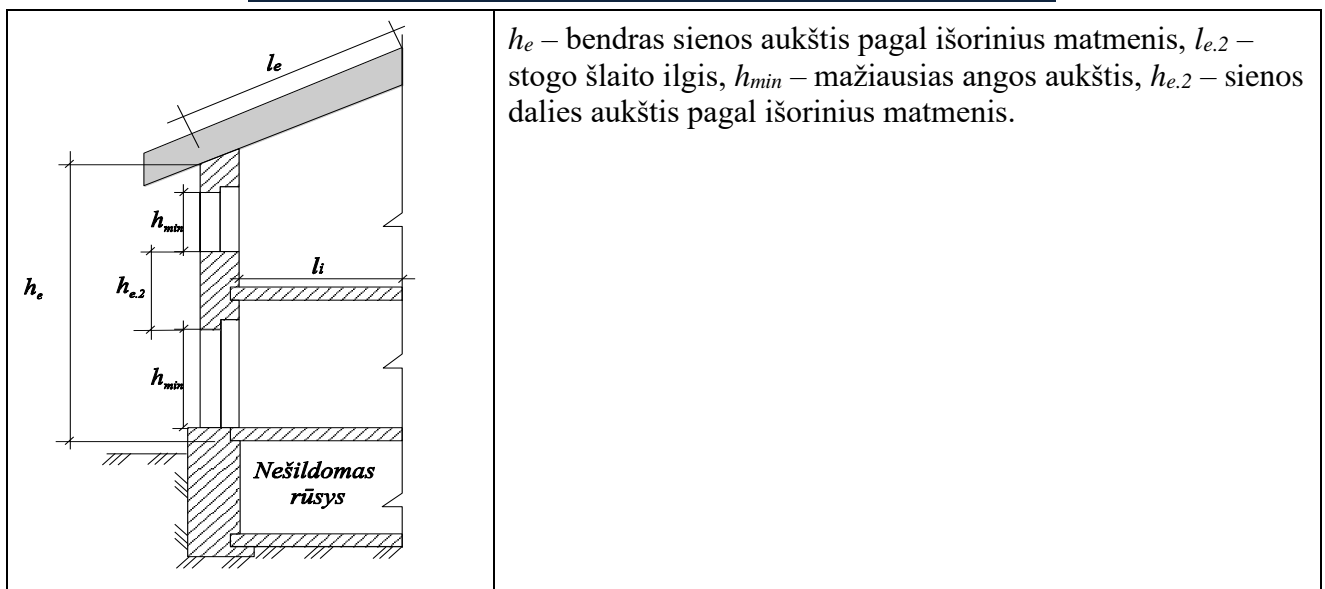 lₑ
hₘᵢₙ
lᵢ
hₑ
hₑ.₂
hₘᵢₙ
Nešildomas
rūsys
hₑ – bendras sienos aukštis pagal išorinius matmenis, lₑ.₂ –
stogo šlaito ilgis, hₘᵢₙ – mažiausias angos aukštis, hₑ.₂ – sienos
dalies aukštis pagal išorinius matmenis.